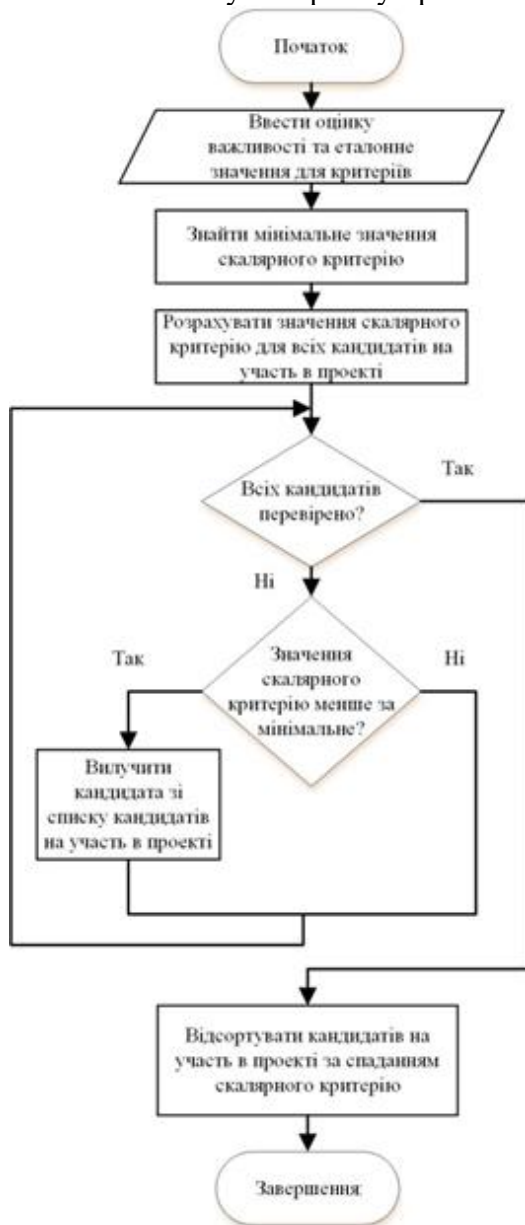 Початок
Ввести оцінку
важливості та еталонне
значення для критеріїв
Знайти мінімальне значення
скалярного критерію
Розрахувати значення скалярного
критерію для всіх кандидатів на
участь в проекті
Так
Всіх кандидатів
перевірено?
Ні
Так
Значення
скалярного
критерію менше за
мінімальне?
Ні
Вилучити
кандидата зі
списку кандидатів
на участь в проекті
Відсортувати кандидатів на
участь в проекті за спаданням
скалярного критерію
Завершення